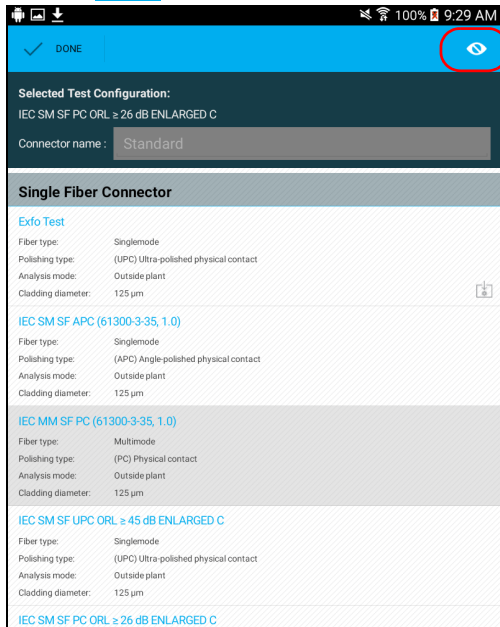 100% 9:29 AM
DONE
Selected Test Configuration:
IEC SM SF PC ORL ≥ 26 dB ENLARGED C
Connector name : Standard
Single Fiber Connector
Exfo Test
Fiber type: Singlemode
Polishing type: (UPC) Ultra-polished physical contact
Analysis mode: Outside plant
Cladding diameter: 125 µm
IEC SM SF APC (61300-3-35, 1.0)
Fiber type: Singlemode
Polishing type: (APC) Angle-polished physical contact
Analysis mode: Outside plant
Cladding diameter: 125 µm
IEC MM SF PC (61300-3-35, 1.0)
Fiber type: Multimode
Polishing type: (PC) Physical contact
Analysis mode: Outside plant
Cladding diameter: 125 µm
IEC SM SF UPC ORL ≥ 45 dB ENLARGED C
Fiber type: Singlemode
Polishing type: (UPC) Ultra-polished physical contact
Analysis mode: Outside plant
Cladding diameter: 125 µm
IEC SM SF PC ORL ≥ 26 dB ENLARGED C